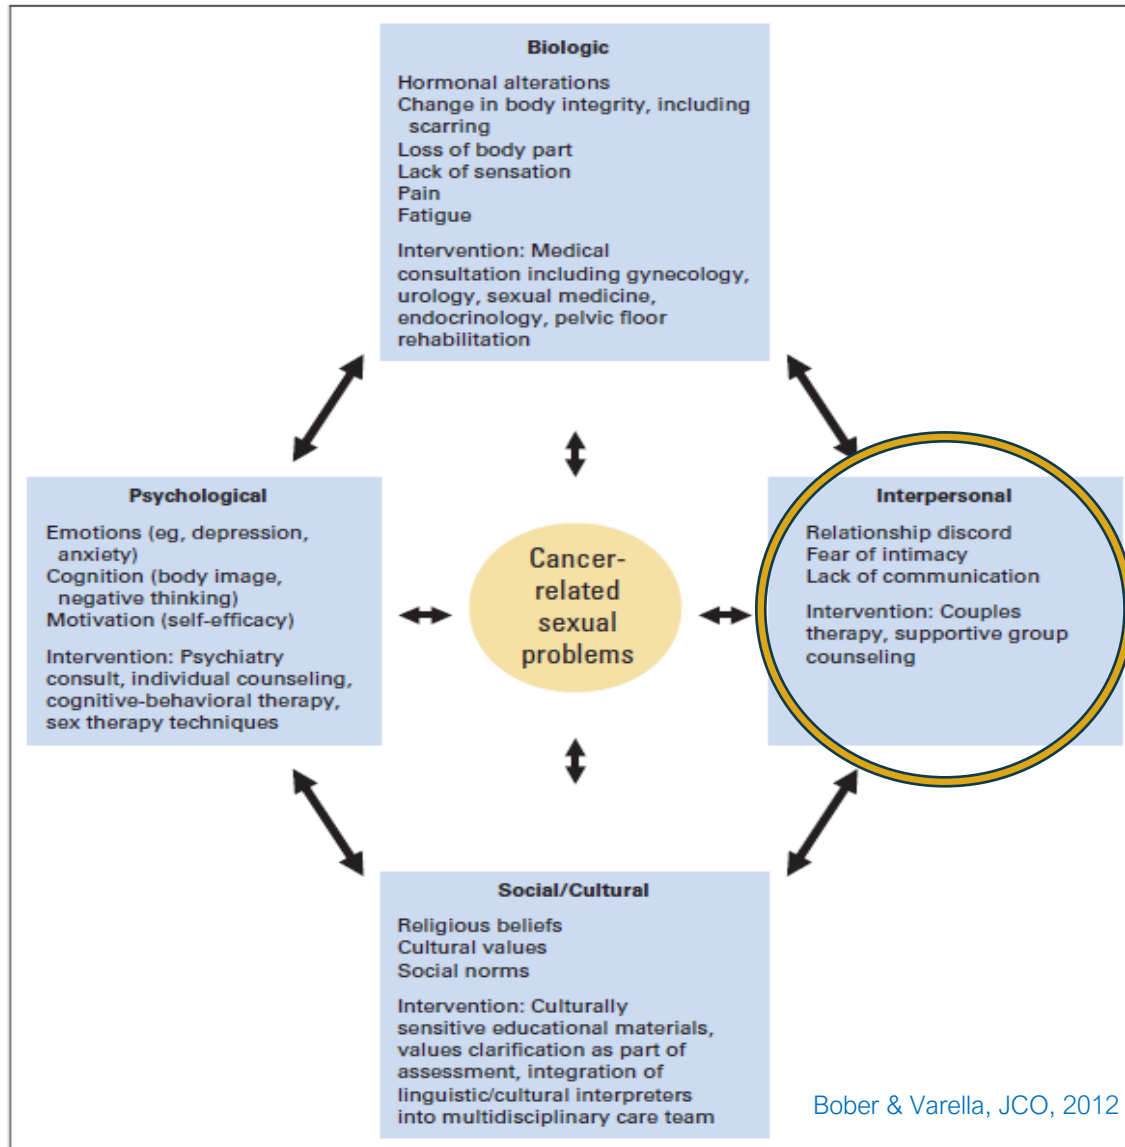 Biologic
Hormonal alterations
Change in body integrity, including
scarring
Loss of body part
Lack of sensation
Pain
Fatigue
Intervention: Medical
consultation including gynecology,
urology, sexual medicine,
endocrinology, pelvic floor
rehabilitation
Psychological
Emotions (eg, depression,
anxiety)
Cognition (body image,
negative thinking)
Motivation (self-efficacy)
Intervention: Psychiatry
consult, individual counseling,
cognitive-behavioral therapy,
sex therapy techniques
Cancer-
related
sexual
problems
Interpersonal
Relationship discord
Fear of intimacy
Lack of communication
Intervention: Couples
therapy, supportive group
counseling
Social/Cultural
Religious beliefs
Cultural values
Social norms
Intervention: Culturally
sensitive educational materials,
values clarification as part of
assessment, integration of
linguistic/cultural interpreters
into multidisciplinary care team
Bober & Varella, JCO, 2012